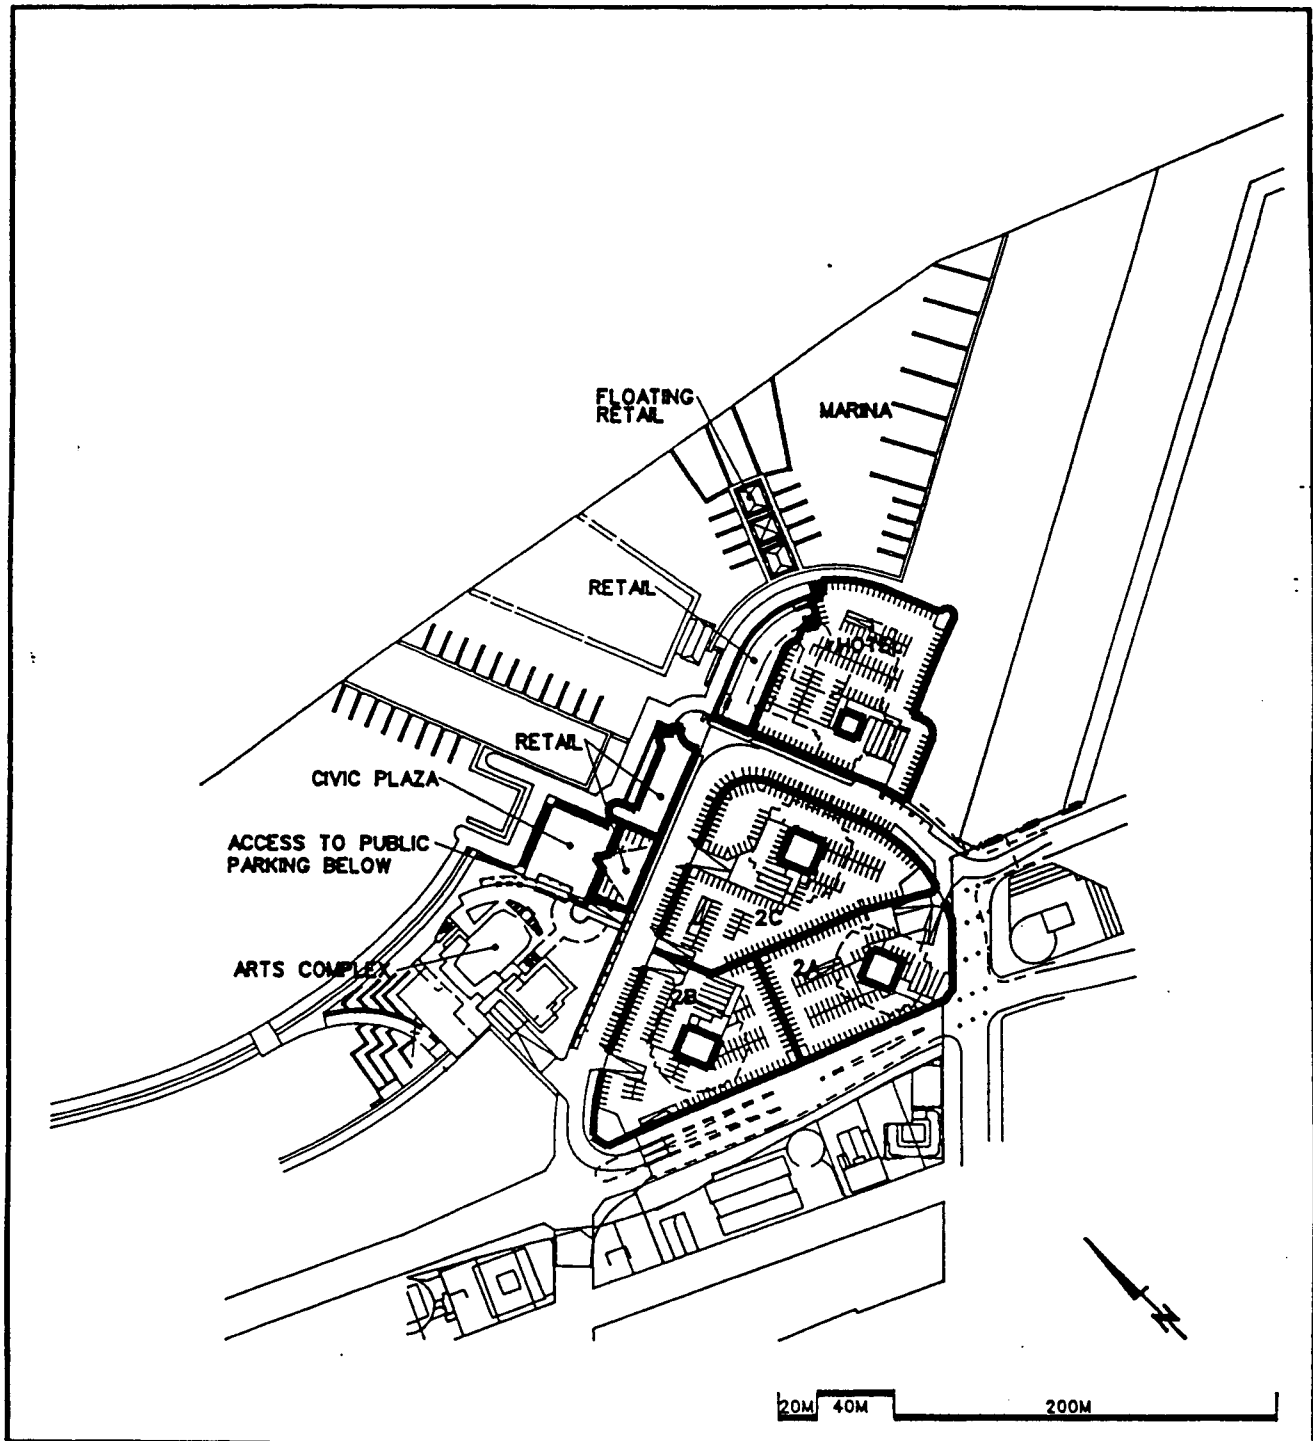 FLOATING
RETAIL
MARINA
RETAIL
HOTEL
RETAIL
CIVIC PLAZA
ACCESS TO PUBLIC
PARKING BELOW
2C
ARTS COMPLEX
2A
2B
N
20M 40M 200M